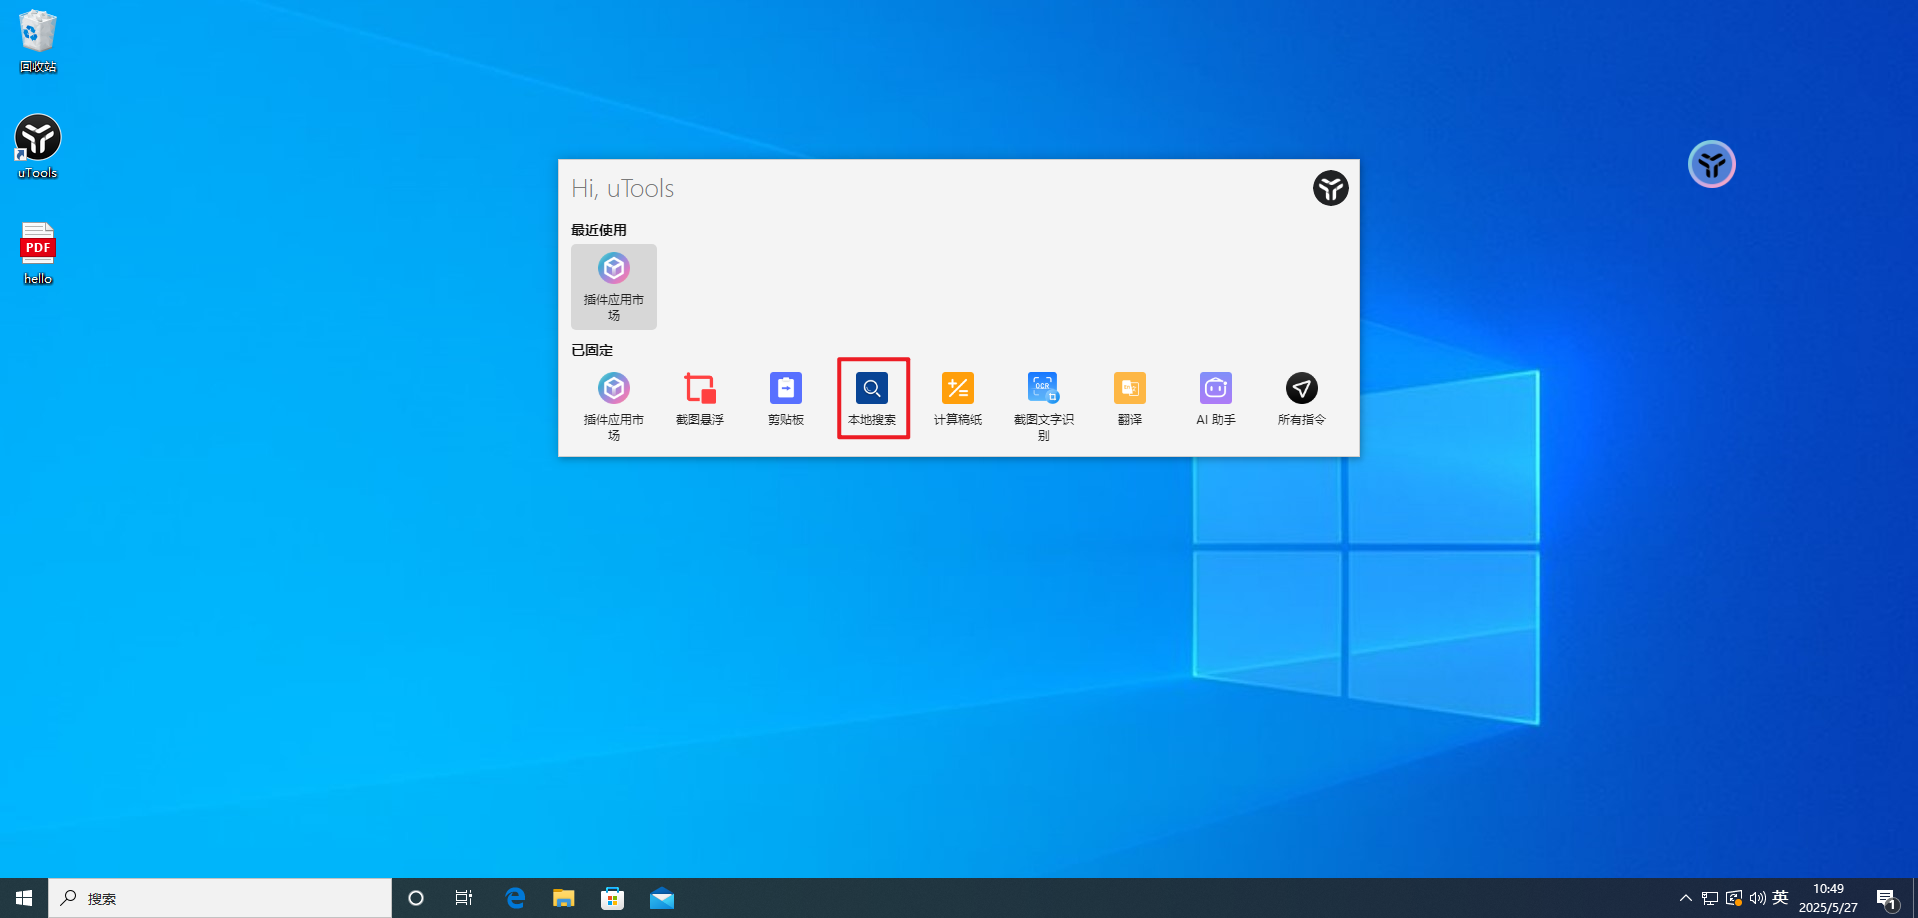 回收站
uTools
PDF
hello
Hi, uTools
最近使用
插件应用市
场
已固定
插件应用市
场
截图悬浮
剪贴板
本地搜索
计算稿纸
OCR
截图文字识
别
翻译
AI 助手
所有指令
搜索
英
10:49
2025/5/27
1